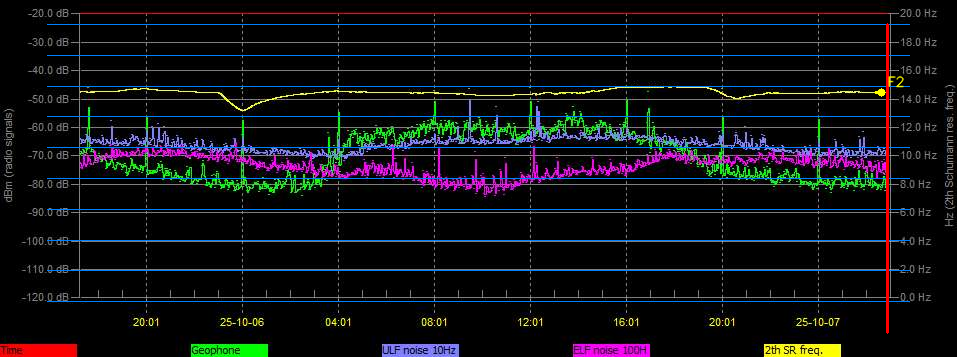 -20.0 dB 20.0 Hz
-30.0 dB 18.0 Hz
-40.0 dB 16.0 Hz
F2
-50.0 dB 14.0 Hz
-60.0 dB 12.0 Hz
-70.0 dB 10.0 Hz
-80.0 dB 8.0 Hz
-90.0 dB 6.0 Hz
-100.0 dB 4.0 Hz
-110.0 dB 2.0 Hz
-120.0 dB 0.0 Hz
dBm (radio signals)
Hz (2th Schumann res. freq.)
20:01 25-10-06 04:01 08:01 12:01 16:01 20:01 25-10-07
Time Geophone ULF noise 10Hz ELF noise 100H 2th SR freq.